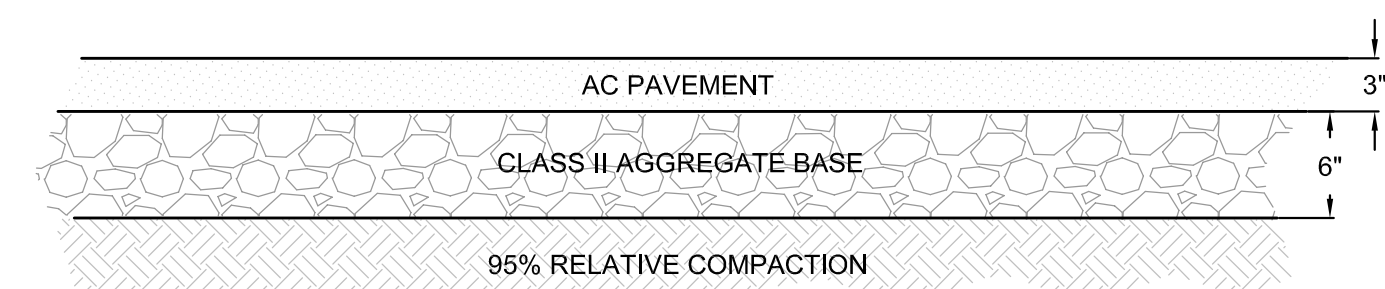 AC PAVEMENT
3"
CLASS II AGGREGATE BASE
6"
95% RELATIVE COMPACTION